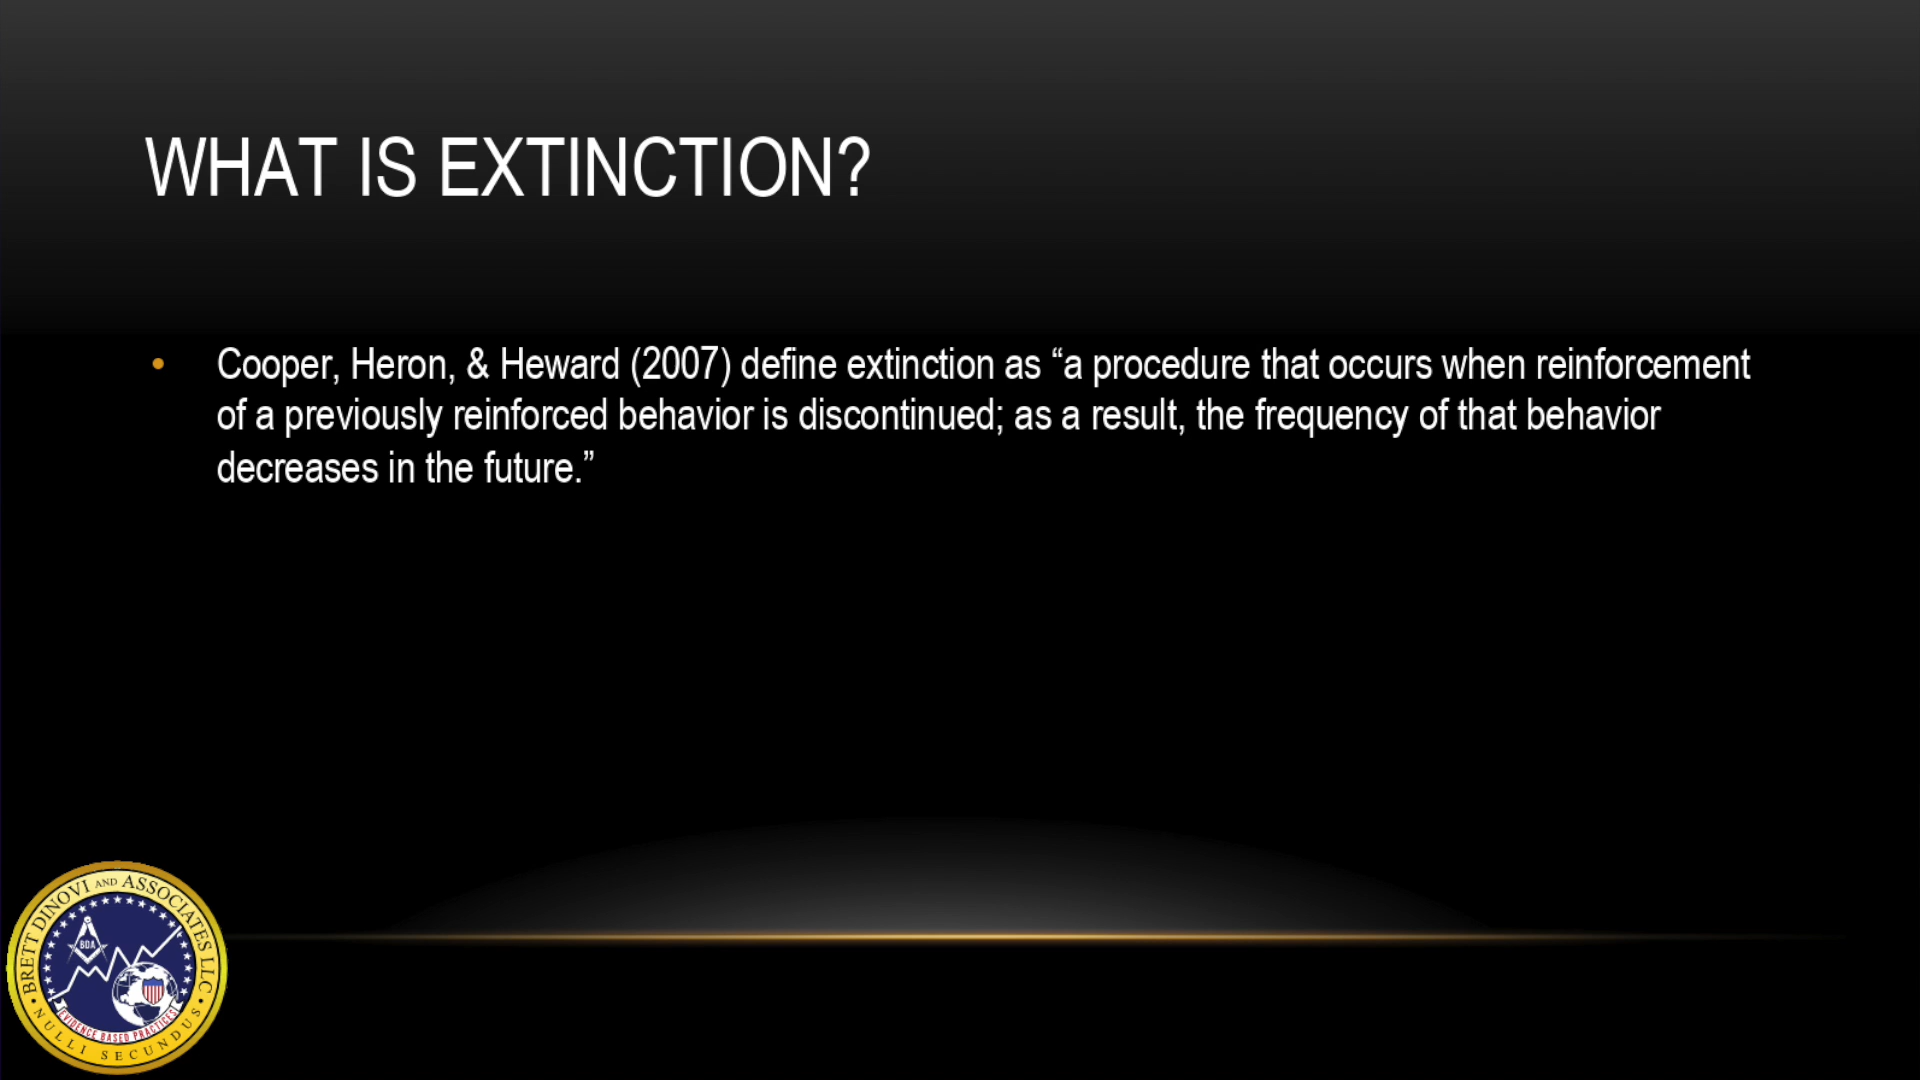 WHAT IS EXTINCTION?
• Cooper, Heron, & Heward (2007) define extinction as “a procedure that occurs when reinforcement
of a previously reinforced behavior is discontinued; as a result, the frequency of that behavior
decreases in the future.”
BRETT DINOVI AND ASSOCIATES LLC
BDA
EVIDENCE BASED PRACTICES
• NULLI SECUNDUS •